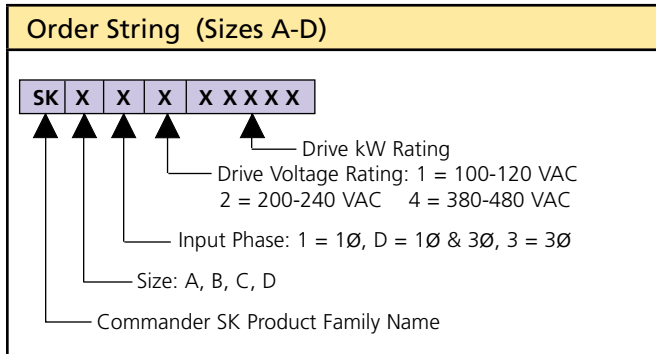 Order String (Sizes A-D)
SK X X X X X X X X
Drive kW Rating
Drive Voltage Rating: 1 = 100-120 VAC
2 = 200-240 VAC 4 = 380-480 VAC
Input Phase: 1 = 1Ø, D = 1Ø & 3Ø, 3 = 3Ø
Size: A, B, C, D
Commander SK Product Family Name